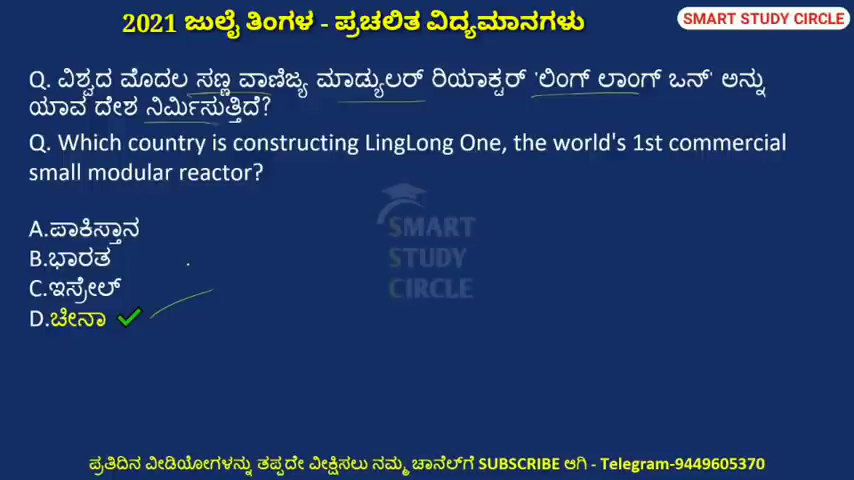 2021 ಜುಲೈ ತಿಂಗಳ - ಪ್ರಚಲಿತ ವಿದ್ಯಮಾನಗಳು
SMART STUDY CIRCLE
Q. ವಿಶ್ವದ ಮೊದಲ ಸಣ್ಣ ವಾಣಿಜ್ಯ ಮಾಡ್ಯುಲರ್ ರಿಯಾಕ್ಟರ್ 'ಲಿಂಗ್ ಲಾಂಗ್ ಒನ್' ಅನ್ನು
ಯಾವ ದೇಶ ನಿರ್ಮಿಸುತ್ತಿದೆ?
Q. Which country is constructing LingLong One, the world's 1st commercial
small modular reactor?
A.ಪಾಕಿಸ್ತಾನ
B.ಭಾರತ
C.ಇಸ್ರೇಲ್
D.ಚೀನಾ
SMART
STUDY
CIRCLE
ಪ್ರತಿದಿನ ವೀಡಿಯೋಗಳನ್ನು ತಪ್ಪದೇ ವೀಕ್ಷಿಸಲು ನಮ್ಮ ಚಾನೆಲ್‌ಗೆ SUBSCRIBE ಆಗಿ - Telegram-9449605370